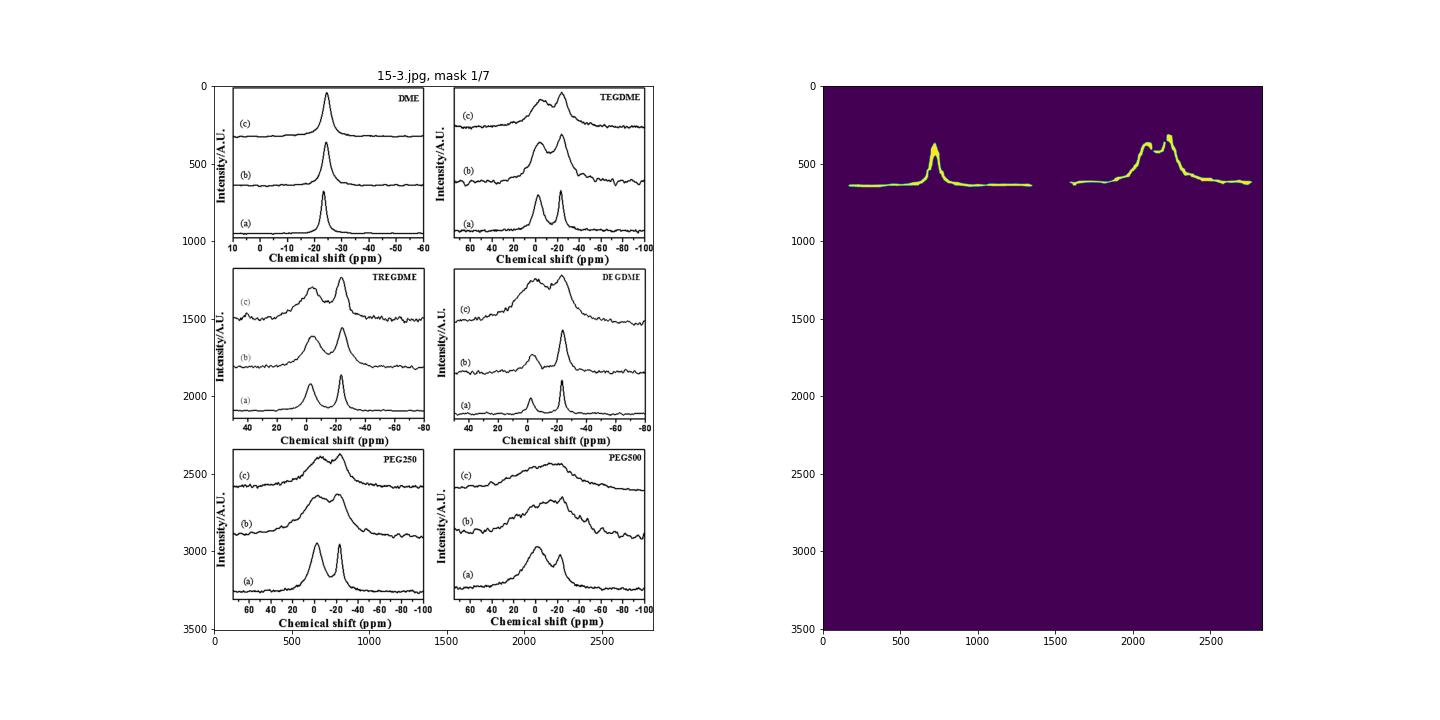 15-3.jpg, mask 1/7
0
500
1000
1500
2000
2500
3000
3500
DME
(c)
(b)
(a)
Intensity/A.U.
10 0 -10 -20 -30 -40 -50 -60
Chemical shift (ppm)
TEGDME
(c)
(b)
(a)
Intensity/A.U.
60 40 20 0 -20 -40 -60 -80 -100
Chemical shift (ppm)
TREGDME
(c)
(b)
(a)
Intensity/A.U.
40 20 0 -20 -40 -60 -80
Chemical shift (ppm)
DEGDME
(c)
(b)
(a)
Intensity/A.U.
40 20 0 -20 -40 -60 -80
Chemical shift (ppm)
PEG250
(c)
(b)
(a)
Intensity/A.U.
60 40 20 0 -20 -40 -60 -80 -100
Chemical shift (ppm)
PEG500
(c)
(b)
(a)
Intensity/A.U.
60 40 20 0 -20 -40 -60 -80 -100
Chemical shift (ppm)
0 500 1000 1500 2000 2500
0
500
1000
1500
2000
2500
3000
3500
0 500 1000 1500 2000 2500